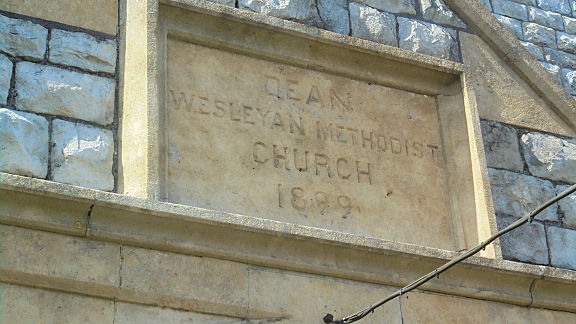 DEAN
WESLEYAN METHODIST
CHURCH
1899